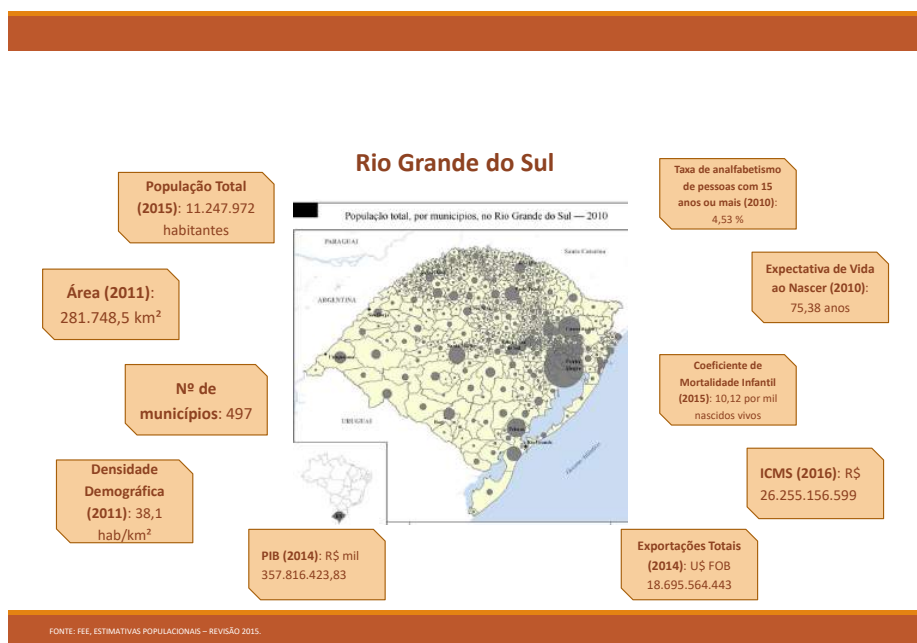 Rio Grande do Sul
População Total
(2015): 11.247.972
habitantes
Área (2011):
281.748,5 km²
Nº de
municípios: 497
Densidade
Demográfica
(2011): 38,1
hab/km²
PIB (2014): R$ mil
357.816.423,83
População total, por municípios, no Rio Grande do Sul — 2010
PARAGUAI
Santa Catarina
ARGENTINA
URUGUAI
Porto
Alegre
Pelotas
Rio Grande
Oceano Atlântico
Taxa de analfabetismo
de pessoas com 15
anos ou mais (2010):
4,53 %
Expectativa de Vida
ao Nascer (2010):
75,38 anos
Coeficiente de
Mortalidade Infantil
(2015): 10,12 por mil
nascidos vivos
ICMS (2016): R$
26.255.156.599
Exportações Totais
(2014): U$ FOB
18.695.564.443
FONTE: FEE, ESTIMATIVAS POPULACIONAIS – REVISÃO 2015.